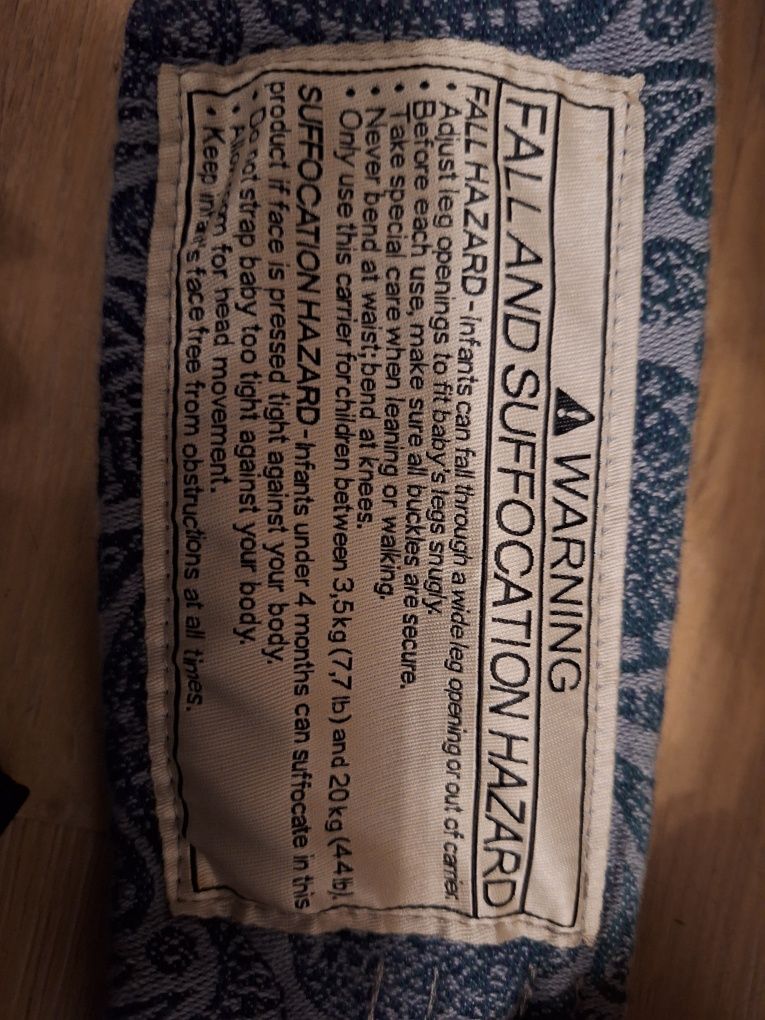 WARNING
FALL AND SUFFOCATION HAZARD
FALL HAZARD - Infants can fall through a wide leg opening or out of carrier.
• Adjust leg openings to fit baby's legs snugly.
• Before each use, make sure all buckles are secure.
• Take special care when leaning or walking.
• Never bend at waist; bend at knees.
• Only use this carrier for children between 3,5 kg (7,7 lb) and 20 kg (44 lb).
SUFFOCATION HAZARD - Infants under 4 months can suffocate in this
product if face is pressed tight against your body.
• Do not strap baby too tight against your body.
• for head movement.
• Keep infant's face free from obstructions at all times.